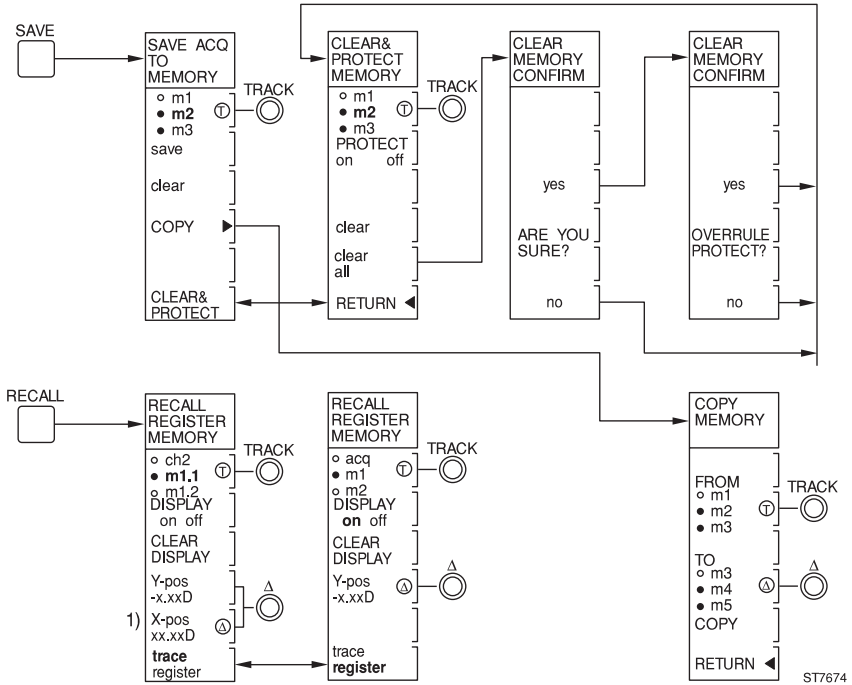 SAVE
SAVE ACQ
TO
MEMORY
m1
m2
m3
T
TRACK
save
clear
COPY
CLEAR&
PROTECT
CLEAR&
PROTECT
MEMORY
m1
m2
m3
T
TRACK
PROTECT
on off
clear
clear
all
RETURN
CLEAR
MEMORY
CONFIRM
yes
ARE YOU
SURE?
no
CLEAR
MEMORY
CONFIRM
yes
OVERRULE
PROTECT?
no
RECALL
RECALL
REGISTER
MEMORY
ch2
m1.1
m1.2
T
TRACK
DISPLAY
on off
CLEAR
DISPLAY
Y-pos
-x.xxD
Δ
1) X-pos
xx.xxD
Δ
trace
register
RECALL
REGISTER
MEMORY
acq
m1
m2
T
TRACK
DISPLAY
on off
CLEAR
DISPLAY
Y-pos
-x.xxD
Δ
Δ
trace
register
COPY
MEMORY
FROM
m1
m2
m3
T
TRACK
TO
m3
m4
m5
Δ
Δ
COPY
RETURN
ST7674